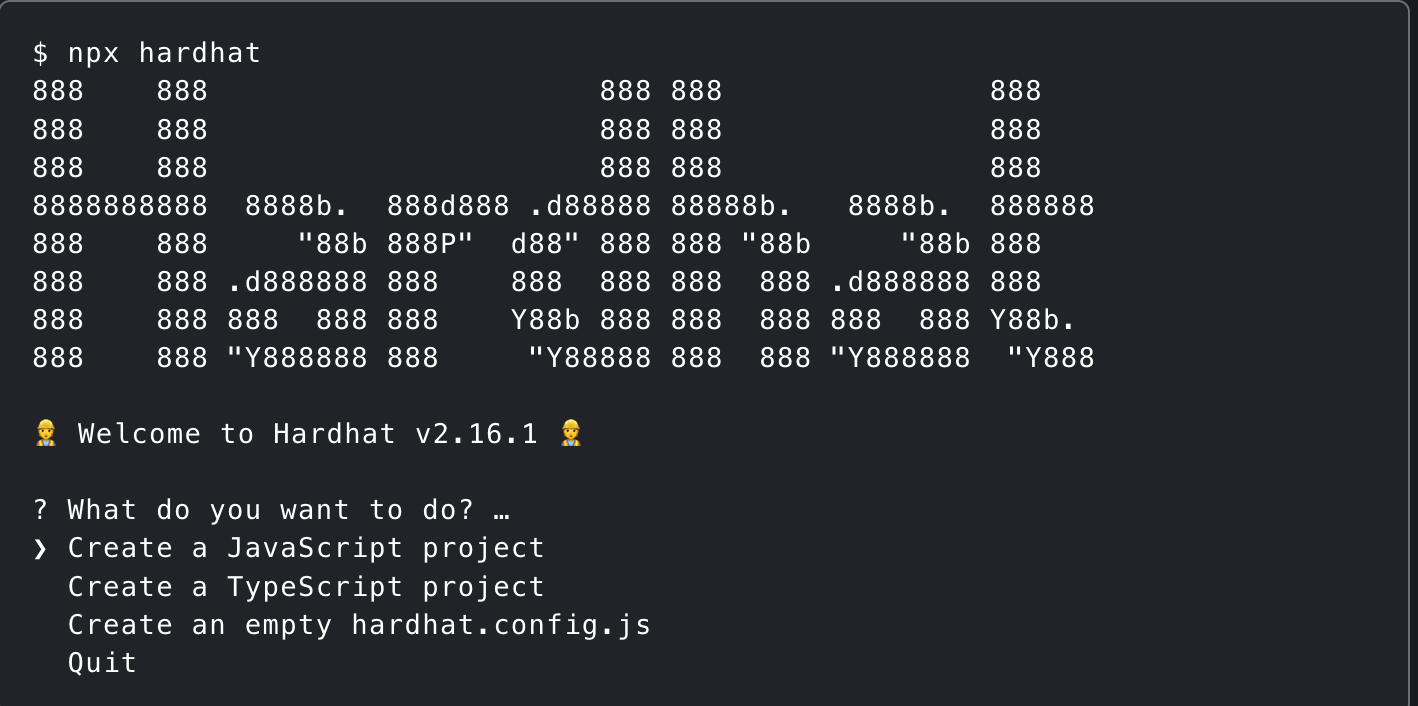 $ npx hardhat
888    888                      888 888               888
888    888                      888 888               888
888    888                      888 888               888
8888888888  8888b.  888d888 .d88888 88888b.   8888b.  888888
888    888     "88b 888P"  d88" 888 888 "88b     "88b 888
888    888 .d888888 888    888  888 888  888 .d888888 888
888    888 888  888 888    Y88b 888 888  888 888  888 Y88b.
888    888 "Y888888 888     "Y88888 888  888 "Y888888  "Y888
👷 Welcome to Hardhat v2.16.1 👷
? What do you want to do? …
❯ Create a JavaScript project
  Create a TypeScript project
  Create an empty hardhat.config.js
  Quit